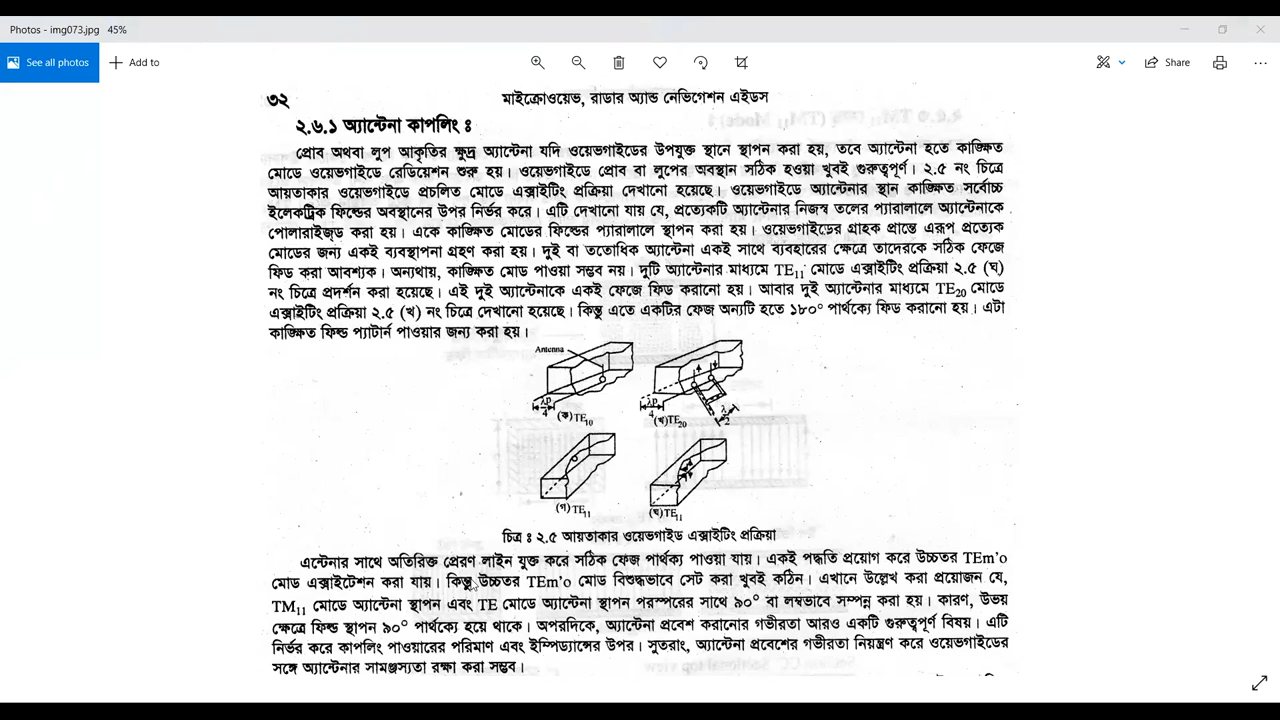 Photos - img073.jpg 45%
See all photos
Add to
Share
৩২
মাইক্রোওয়েভ, রাডার অ্যান্ড নেভিগেশন এইডস
২.৬.১ অ্যান্টেনা কাপলিং ঃ
প্রোব অথবা লুপ আকৃতির ক্ষুদ্র অ্যান্টেনা যদি ওয়েভগাইডের উপযুক্ত স্থানে স্থাপন করা হয়, তবে অ্যান্টেনা হতে কাঙ্ক্ষিত
মোডে ওয়েভগাইডে রেডিয়েশন শুরু হয়। ওয়েভগাইডে প্রোব বা লুপের অবস্থান সঠিক হওয়া খুবই গুরুত্বপূর্ণ। ২.৫ নং চিত্রে
আয়তাকার ওয়েভগাইডে প্রচলিত মোডে এক্সাইটিং প্রক্রিয়া দেখানো হয়েছে। ওয়েভগাইডে অ্যান্টেনার স্থান কাঙ্ক্ষিত সর্বোচ্চ
ইলেকট্রিক ফিল্ডের অবস্থানের উপর নির্ভর করে। এটি দেখানো যায় যে, প্রত্যেকটি অ্যান্টেনার নিজস্ব তলের প্যারালালে অ্যান্টেনাকে
পোলারাইজ্‌ড করা হয়। একে কাঙ্ক্ষিত মোডের ফিল্ডের প্যারালালে স্থাপন করা হয়। ওয়েভগাইডের গ্রাহক প্রান্তে এরূপ প্রত্যেক
মোডের জন্য একই ব্যবস্থাপনা গ্রহণ করা হয়। দুই বা ততোধিক অ্যান্টেনা একই সাথে ব্যবহারের ক্ষেত্রে তাদেরকে সঠিক ফেজে
ফিড করা আবশ্যক। অন্যথায়, কাঙ্ক্ষিত মোড পাওয়া সম্ভব নয়। দুটি অ্যান্টেনার মাধ্যমে TE11 মোডে এক্সাইটিং প্রক্রিয়া ২.৫ (ঘ)
নং চিত্রে প্রদর্শন করা হয়েছে। এই দুই অ্যান্টেনাকে একই ফেজে ফিড করানো হয়। আবার দুই অ্যান্টেনার মাধ্যমে TE20 মোডে
এক্সাইটিং প্রক্রিয়া ২.৫ (খ) নং চিত্রে দেখানো হয়েছে। কিন্তু এতে একটির ফেজ অন্যটি হতে ১৮০° পার্থক্যে ফিড করানো হয়। এটা
কাঙ্ক্ষিত ফিল্ড প্যাটার্ন পাওয়ার জন্য করা হয়।
Antenna
λp/4
(ক) TE10
λp/4
(খ) TE20
λ/2
(গ) TE11
(ঘ) TE11
চিত্র ঃ ২.৫ আয়তাকার ওয়েভগাইড এক্সাইটিং প্রক্রিয়া
এন্টেনার সাথে অতিরিক্ত প্রেরণ লাইন যুক্ত করে সঠিক ফেজ পার্থক্য পাওয়া যায়। একই পদ্ধতি প্রয়োগ করে উচ্চতর TEm'o
মোড এক্সাইটেশন করা যায়। কিন্তু উচ্চতর TEm'o মোড বিশুদ্ধভাবে সেট করা খুবই কঠিন। এখানে উল্লেখ করা প্রয়োজন যে,
TM11 মোডে অ্যান্টেনা স্থাপন এবং TE মোডে অ্যান্টেনা স্থাপন পরস্পরের সাথে ৯০° বা লম্বভাবে সম্পন্ন করা হয়। কারণ, উভয়
ক্ষেত্রে ফিল্ড স্থাপন ৯০° পার্থক্যে হয়ে থাকে। অপরদিকে, অ্যান্টেনা প্রবেশ করানোর গভীরতা আরও একটি গুরুত্বপূর্ণ বিষয়। এটি
নির্ভর করে কাপলিং পাওয়ারের পরিমাণ এবং ইম্পিড্যান্সের উপর। সুতরাং, অ্যান্টেনা প্রবেশের গভীরতা নিয়ন্ত্রণ করে ওয়েভগাইডের
সঙ্গে অ্যান্টেনার সামঞ্জস্যতা রক্ষা করা সম্ভব।